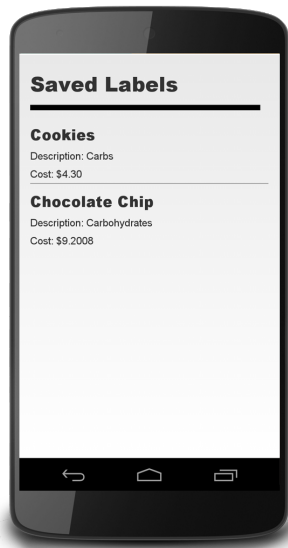 Saved Labels
Cookies
Description: Carbs
Cost: $4.30
Chocolate Chip
Description: Carbohydrates
Cost: $9.2008